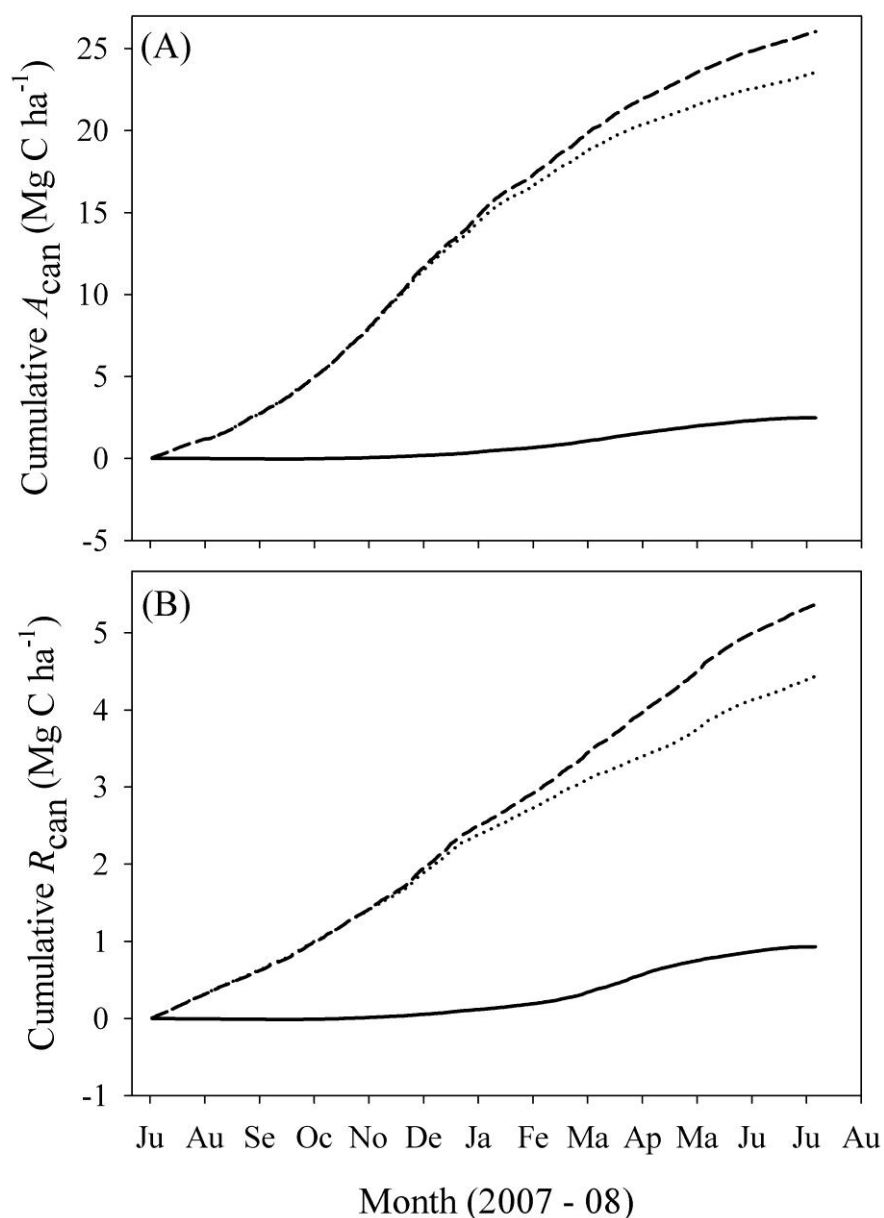 (A)
Cumulative A_can (Mg C ha⁻¹)
25
20
15
10
5
0
-5
(B)
Cumulative R_can (Mg C ha⁻¹)
5
4
3
2
1
0
-1
Ju Au Se Oc No De Ja Fe Ma Ap Ma Ju Ju Au
Month (2007 - 08)